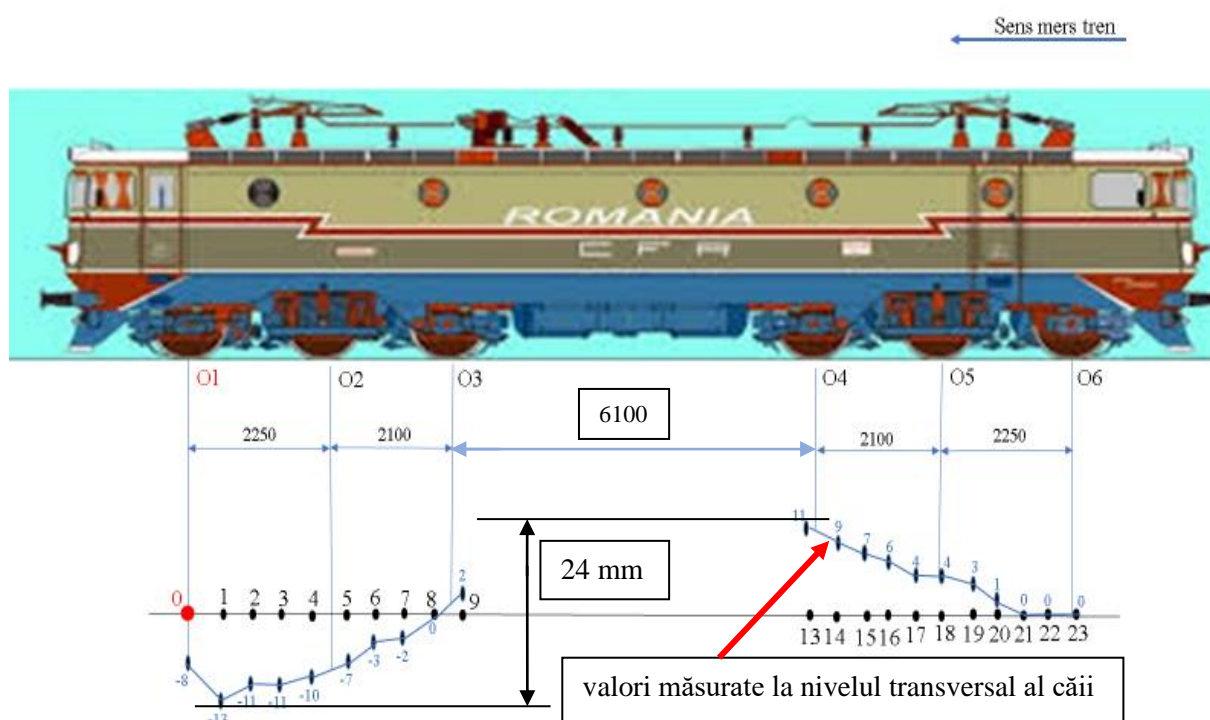 Sens mers tren
ROMANIA
C F R
O1 O2 O3 O4 O5 O6
6100
2250 2100 2100 2250
11 9 7 6 4 4 3 1 0 0 0
24 mm
2
0 1 2 3 4 5 6 7 8 9
13 14 15 16 17 18 19 20 21 22 23
-8 -11 -11 -10 -7 -3 -2 0
valori măsurate la nivelul transversal al căii